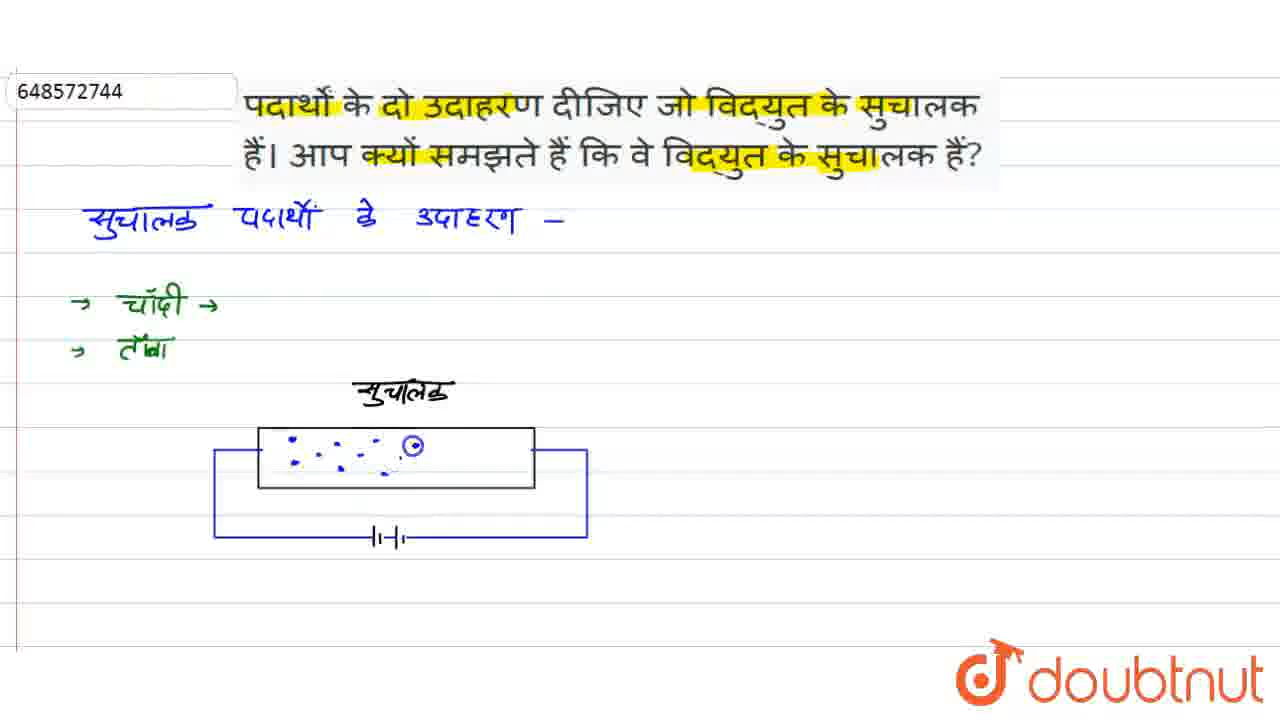 648572744
पदार्थों के दो उदाहरण दीजिए जो विद्युत के सुचालक
हैं। आप क्यों समझते हैं कि वे विद्युत के सुचालक हैं?
सुचालक पदार्थों के उदाहरण –
→ चाँदी →
→ ताँबा
सुचालक
doubtnut